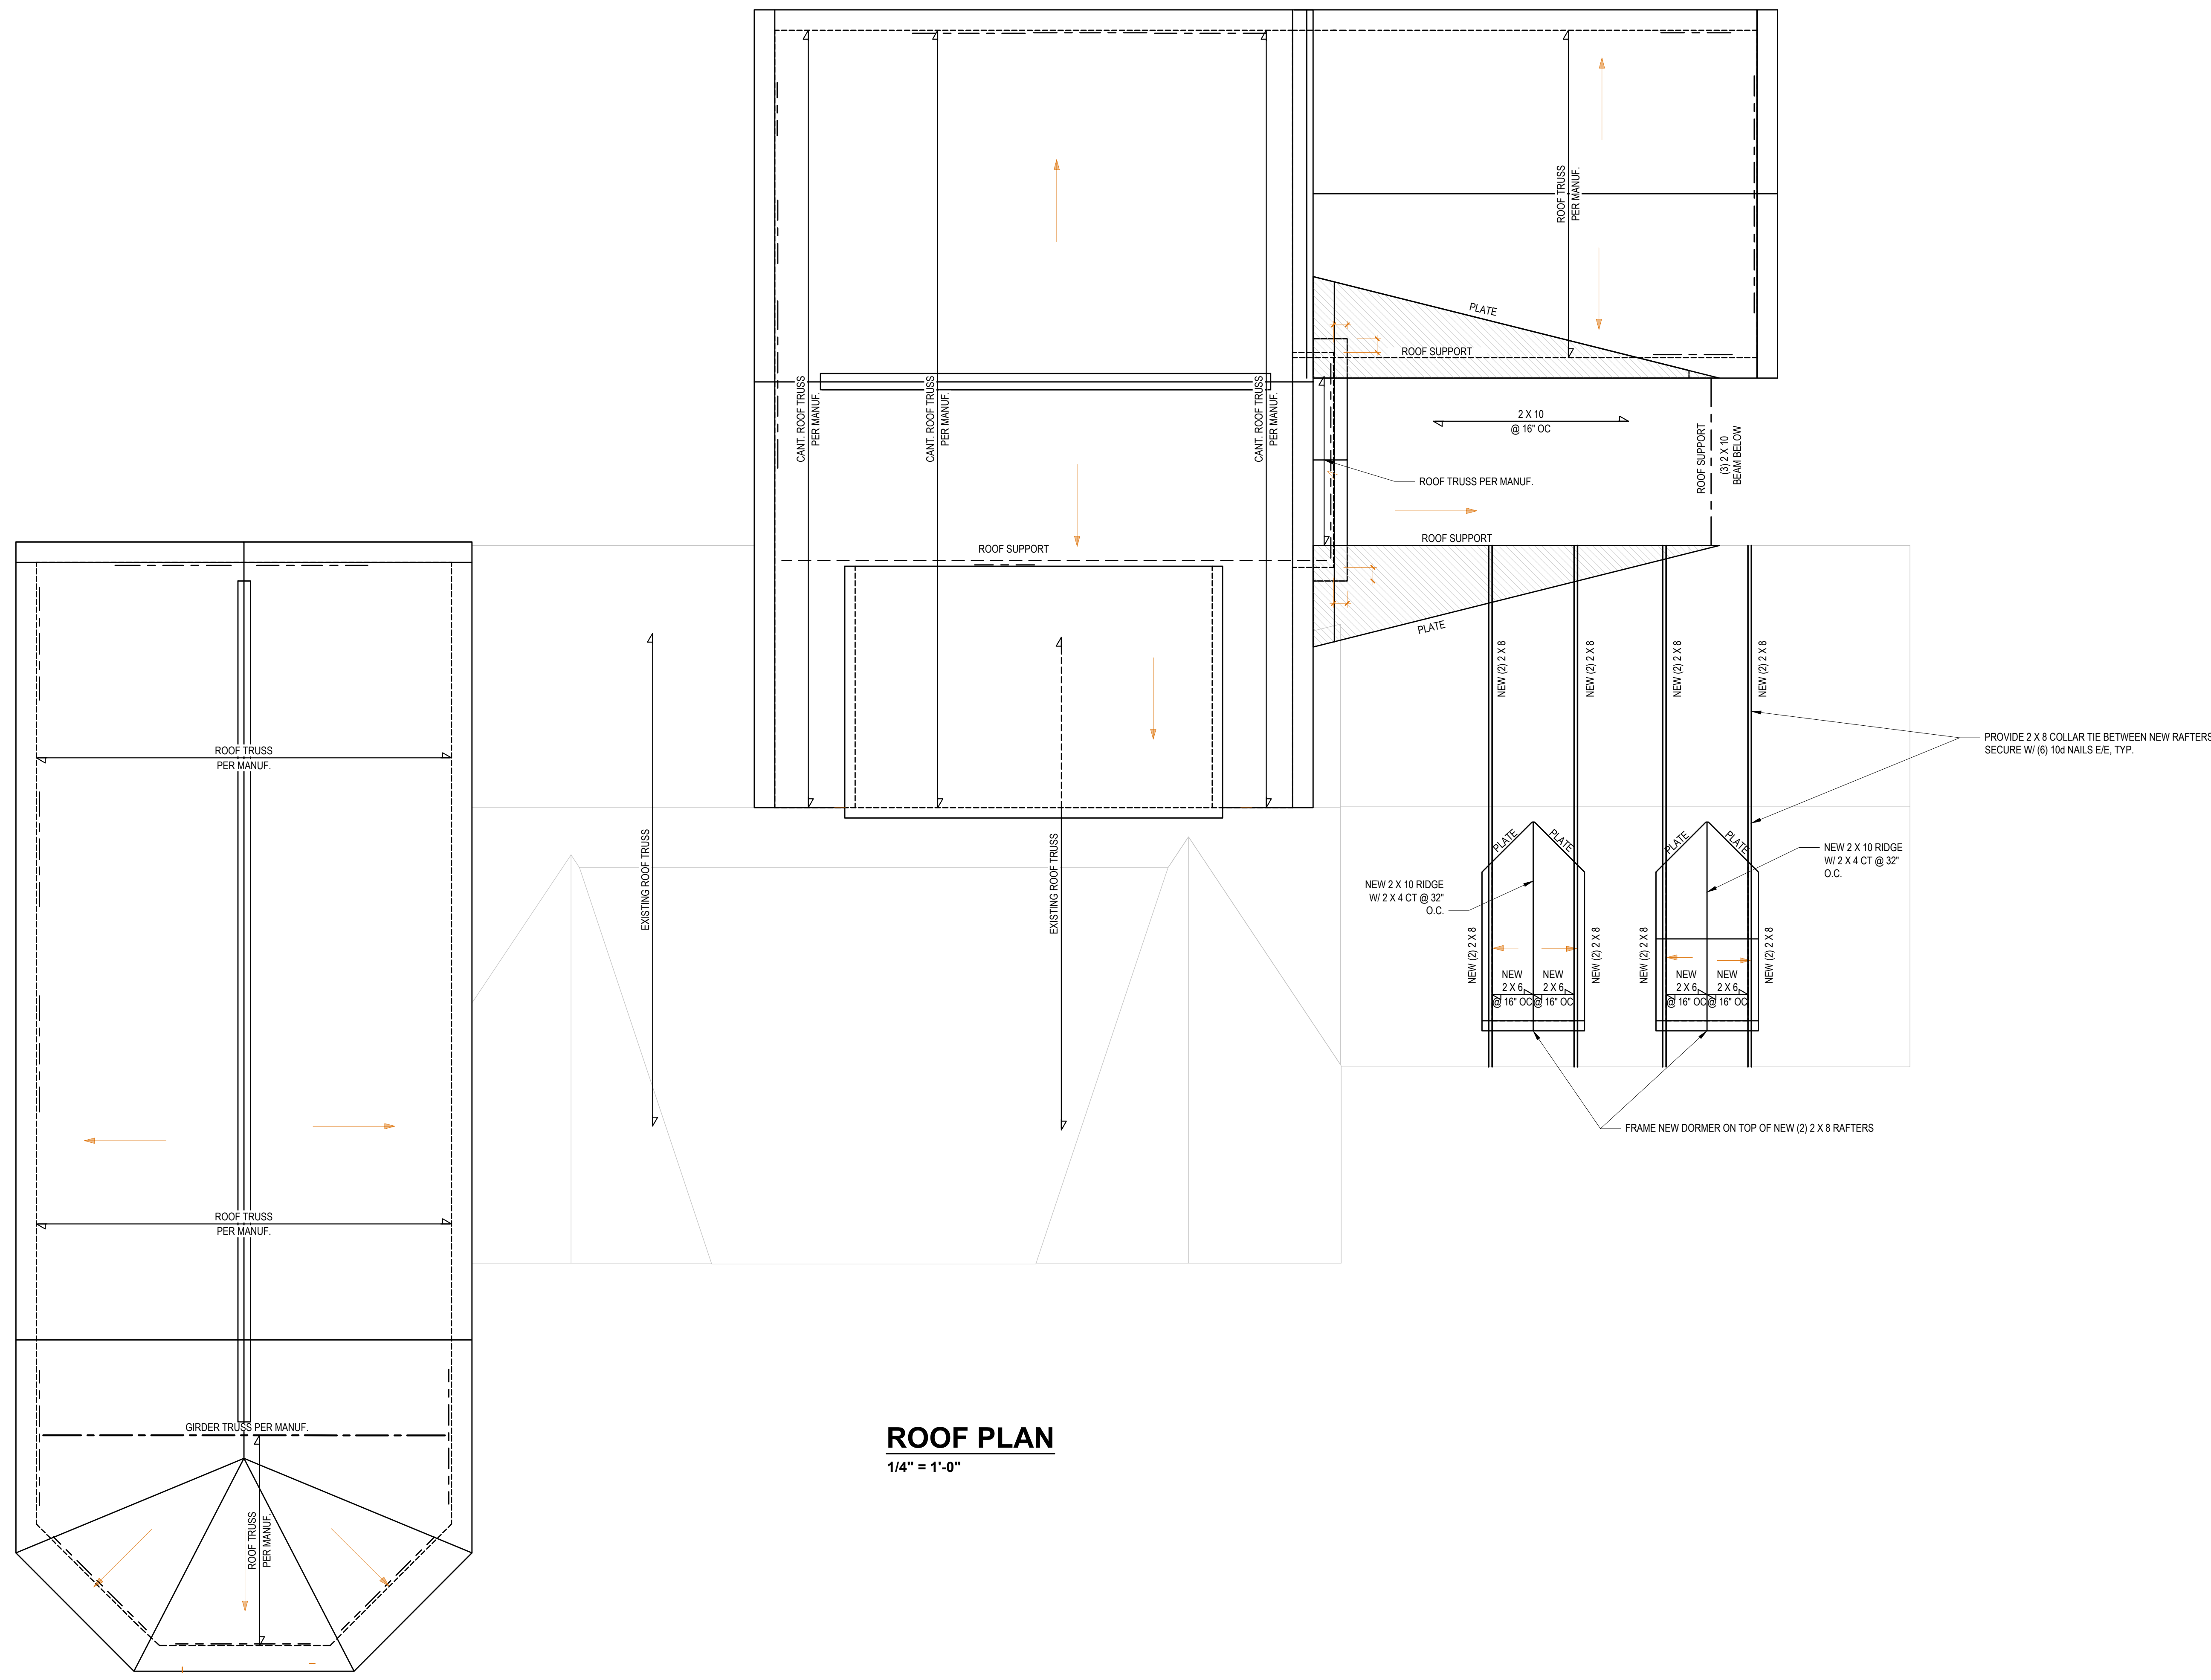 ROOF TRUSS
PER MANUF.
CANT. ROOF TRUSS
PER MANUF.
CANT. ROOF TRUSS
PER MANUF.
CANT. ROOF TRUSS
PER MANUF.
PLATE
ROOF SUPPORT
2 X 10
@ 16" OC
ROOF SUPPORT
(3) 2 X 10
BEAM BELOW
ROOF TRUSS PER MANUF.
ROOF SUPPORT
ROOF SUPPORT
PLATE
NEW (2) 2 X 8
NEW (2) 2 X 8
NEW (2) 2 X 8
NEW (2) 2 X 8
PROVIDE 2 X 8 COLLAR TIE BETWEEN NEW RAFTERS
SECURE W/ (6) 10d NAILS E/E, TYP.
ROOF TRUSS
PER MANUF.
EXISTING ROOF TRUSS
EXISTING ROOF TRUSS
PLATE
PLATE
PLATE
PLATE
NEW 2 X 10 RIDGE
W/ 2 X 4 CT @ 32"
O.C.
NEW 2 X 10 RIDGE
W/ 2 X 4 CT @ 32"
O.C.
NEW (2) 2 X 8
NEW (2) 2 X 8
NEW (2) 2 X 8
NEW (2) 2 X 8
NEW
2 X 6
@ 16" OC
NEW
2 X 6
@ 16" OC
NEW
2 X 6
@ 16" OC
NEW
2 X 6
@ 16" OC
FRAME NEW DORMER ON TOP OF NEW (2) 2 X 8 RAFTERS
ROOF TRUSS
PER MANUF.
GIRDER TRUSS PER MANUF.
ROOF TRUSS
PER MANUF.
ROOF PLAN
1/4" = 1'-0"